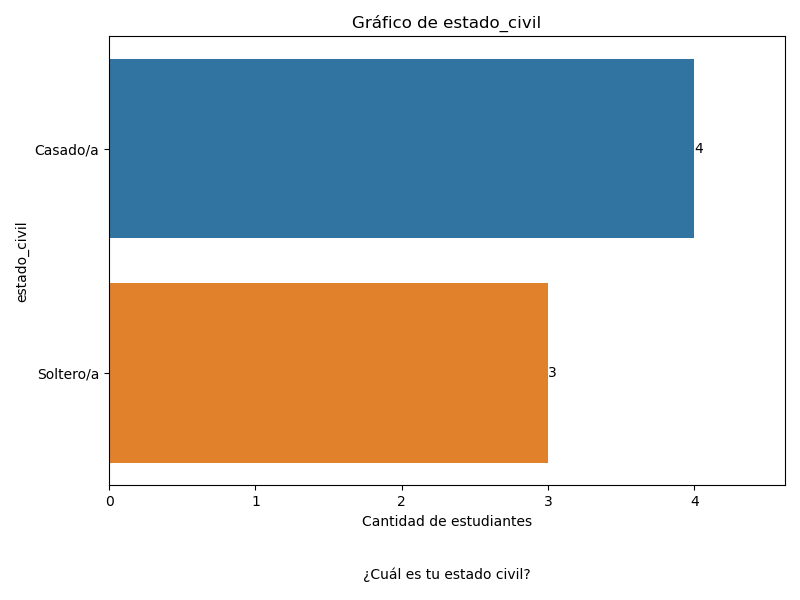 Gráfico de estado_civil
Casado/a
4
estado_civil
Soltero/a
3
0 1 2 3 4
Cantidad de estudiantes
¿Cuál es tu estado civil?